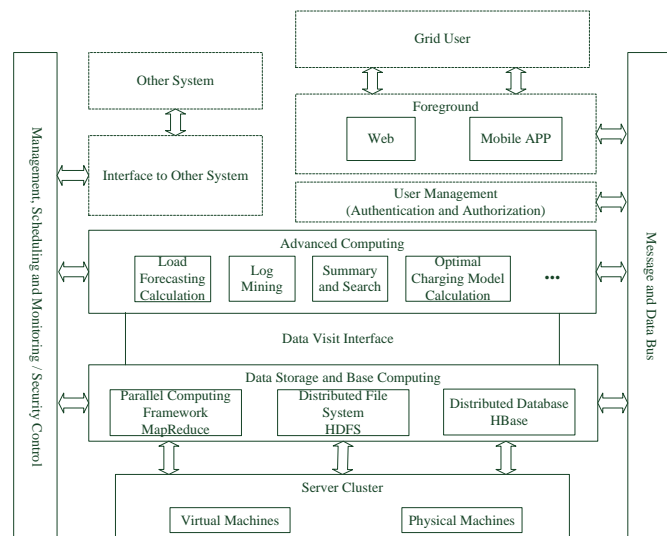 Grid User
Other System
Foreground
Web
Mobile APP
Interface to Other System
User Management
(Authentication and Authorization)
Advanced Computing
Load
Forecasting
Calculation
Log
Mining
Summary
and Search
Optimal
Charging Model
Calculation
...
Data Visit Interface
Data Storage and Base Computing
Parallel Computing
Framework
MapReduce
Distributed File
System
HDFS
Distributed Database
HBase
Server Cluster
Virtual Machines
Physical Machines
Management, Scheduling and Monitoring / Security Control
Message and Data Bus